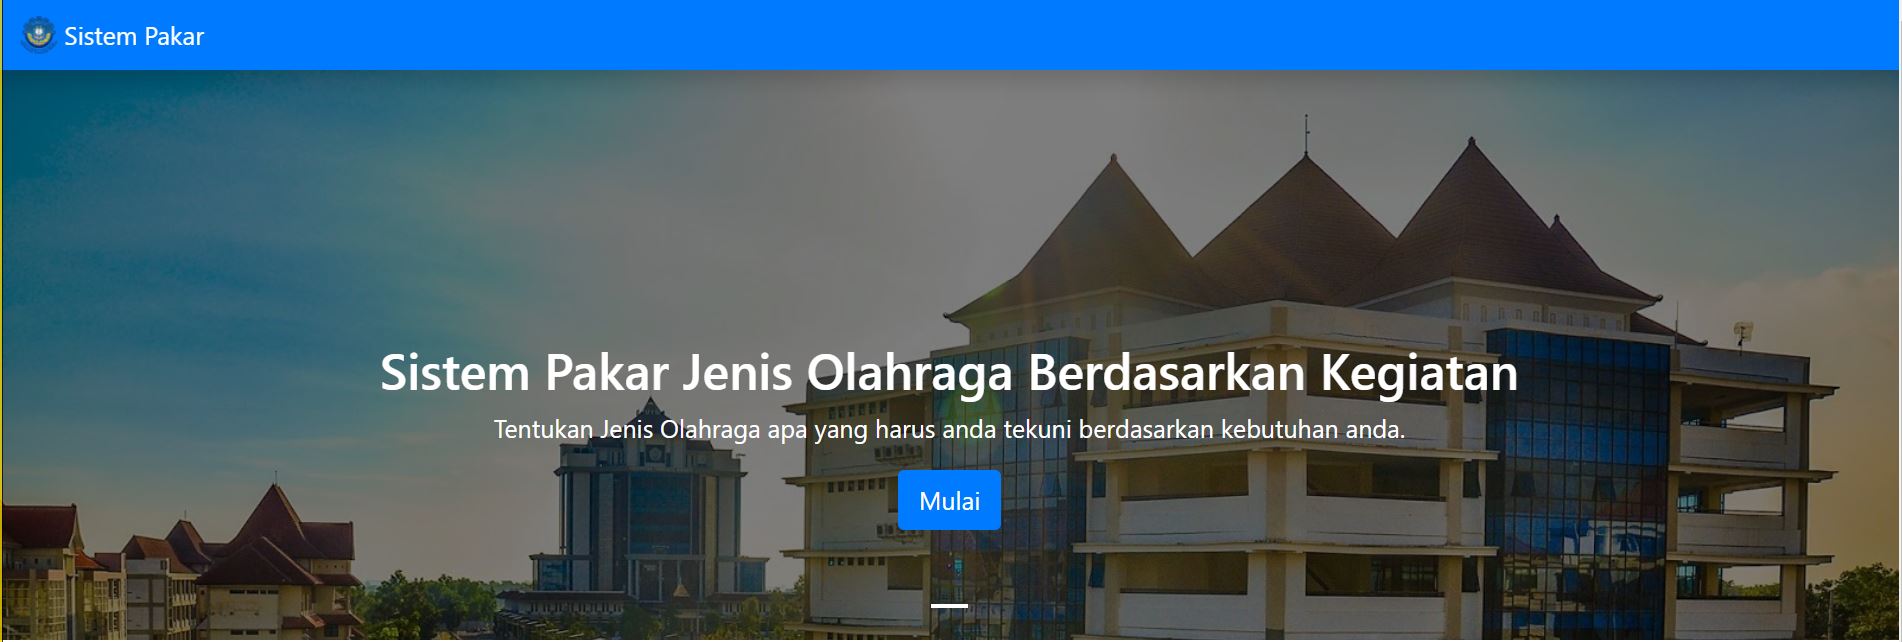 Sistem Pakar
Sistem Pakar Jenis Olahraga Berdasarkan Kegiatan
Tentukan Jenis Olahraga apa yang harus anda tekuni berdasarkan kebutuhan anda.
Mulai